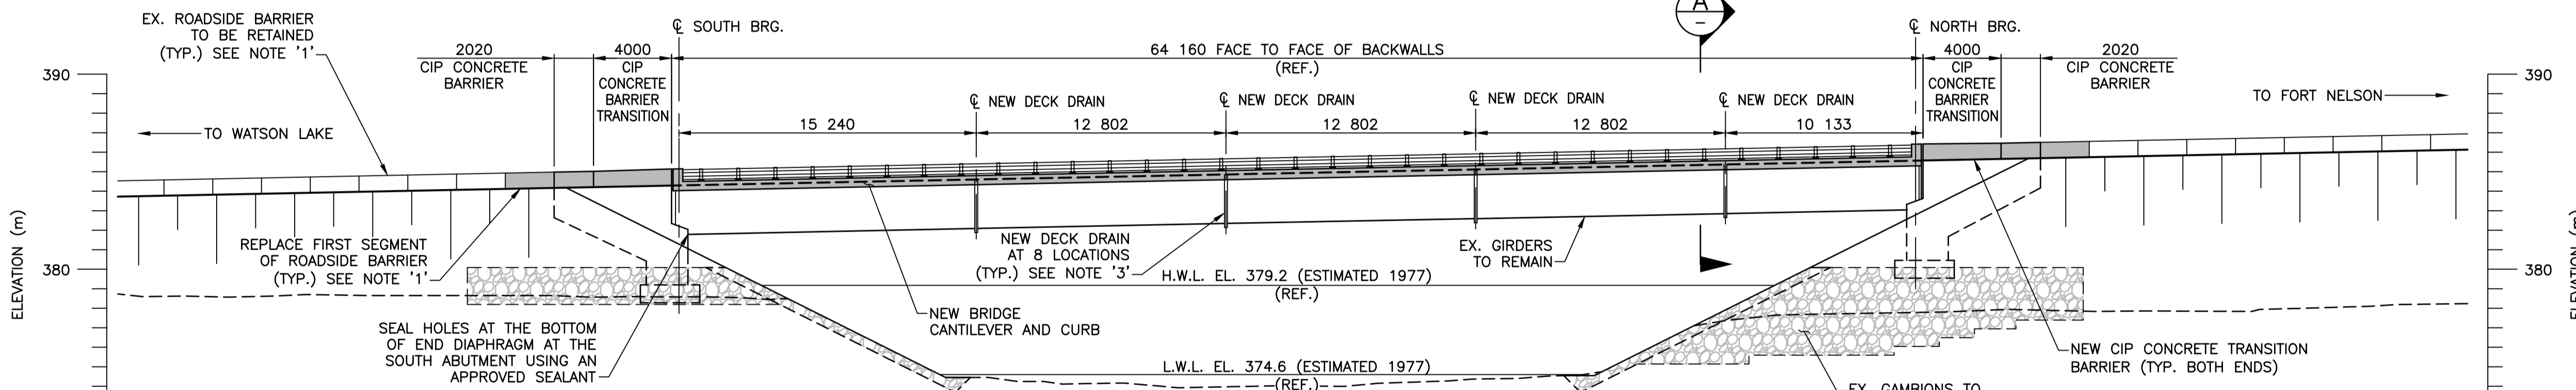 EX. ROADSIDE BARRIER
TO BE RETAINED
(TYP.) SEE NOTE '1'
2020
CIP CONCRETE
BARRIER
4000
CIP
CONCRETE
BARRIER
TRANSITION
℄ SOUTH BRG.
64 160 FACE TO FACE OF BACKWALLS
(REF.)
A
–
℄ NORTH BRG.
4000
CIP
CONCRETE
BARRIER
TRANSITION
2020
CIP CONCRETE
BARRIER
390
390
TO WATSON LAKE
TO FORT NELSON
℄ NEW DECK DRAIN
℄ NEW DECK DRAIN
℄ NEW DECK DRAIN
℄ NEW DECK DRAIN
15 240
12 802
12 802
12 802
10 133
ELEVATION (m)
ELEVATION (m)
REPLACE FIRST SEGMENT
OF ROADSIDE BARRIER
(TYP.) SEE NOTE '1'
NEW DECK DRAIN
AT 8 LOCATIONS
(TYP.) SEE NOTE '3'
EX. GIRDERS
TO REMAIN
380
380
H.W.L. EL. 379.2 (ESTIMATED 1977)
(REF.)
NEW BRIDGE
CANTILEVER AND CURB
SEAL HOLES AT THE BOTTOM
OF END DIAPHRAGM AT THE
SOUTH ABUTMENT USING AN
APPROVED SEALANT
L.W.L. EL. 374.6 (ESTIMATED 1977)
(REF.)
NEW CIP CONCRETE TRANSITION
BARRIER (TYP. BOTH ENDS)
EX. GAMBIONS TO